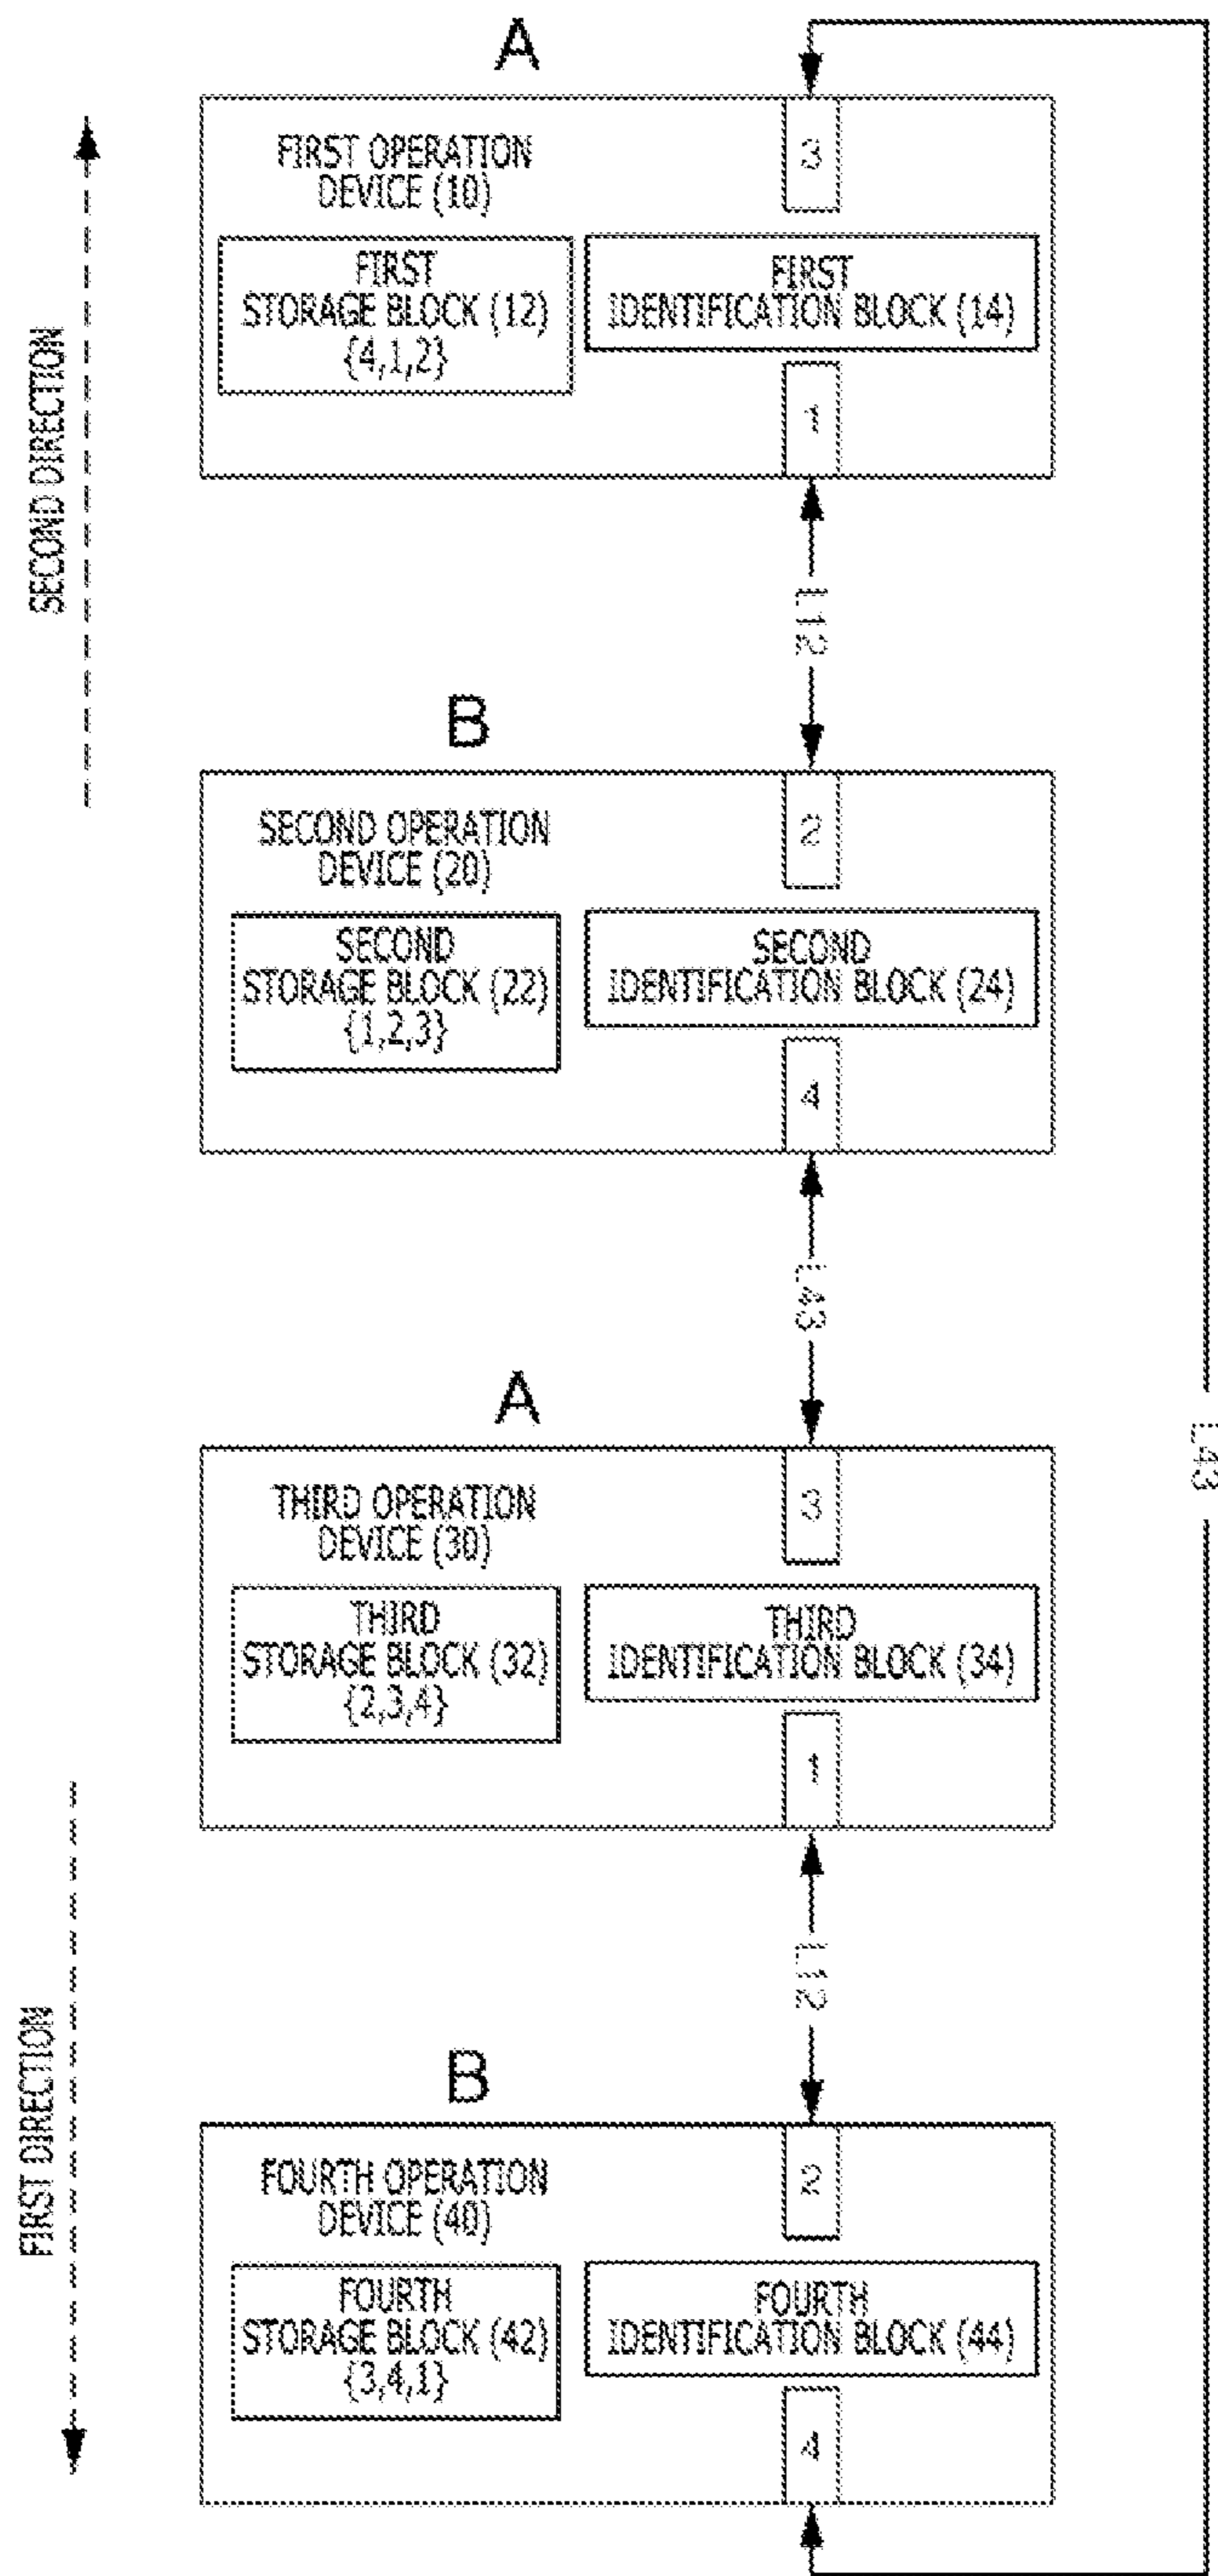 A
FIRST OPERATION
DEVICE (10)
3
FIRST
STORAGE BLOCK (12)
{4,1,2}
FIRST
IDENTIFICATION BLOCK (14)
1
SECOND DIRECTION
L12
B
SECOND OPERATION
DEVICE (20)
2
SECOND
STORAGE BLOCK (22)
{1,2,3}
SECOND
IDENTIFICATION BLOCK (24)
4
L43
A
THIRD OPERATION
DEVICE (30)
3
THIRD
STORAGE BLOCK (32)
{2,3,4}
THIRD
IDENTIFICATION BLOCK (34)
1
L43
L12
FIRST DIRECTION
B
FOURTH OPERATION
DEVICE (40)
2
FOURTH
STORAGE BLOCK (42)
{3,4,1}
FOURTH
IDENTIFICATION BLOCK (44)
4